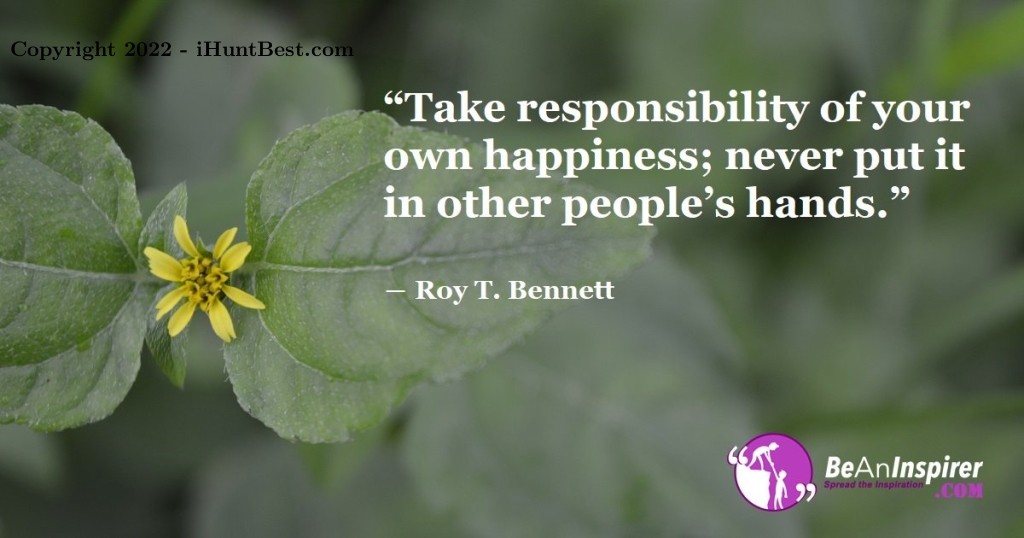 Copyright 2022 - iHuntBest.com
“Take responsibility of your
own happiness; never put it
in other people’s hands.”
— Roy T. Bennett
BeAnInspirer
Spread the Inspiration
.COM